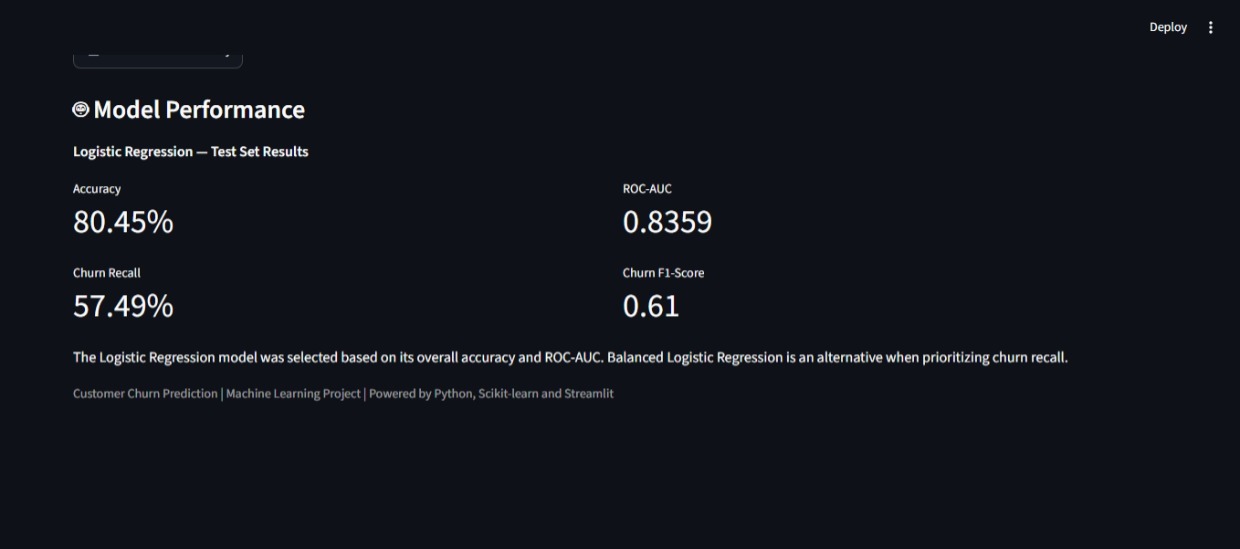 Deploy
Model Performance
Logistic Regression — Test Set Results
Accuracy
80.45%
ROC-AUC
0.8359
Churn Recall
57.49%
Churn F1-Score
0.61
The Logistic Regression model was selected based on its overall accuracy and ROC-AUC. Balanced Logistic Regression is an alternative when prioritizing churn recall.
Customer Churn Prediction | Machine Learning Project | Powered by Python, Scikit-learn and Streamlit